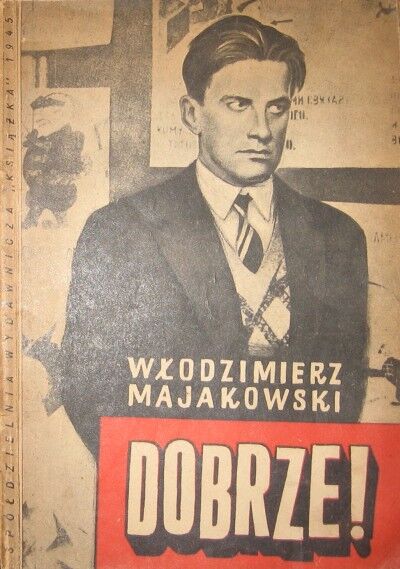 SPÓŁDZIELNIA WYDAWNICZA „KSIĄŻKA” 1945
WŁODZIMIERZ
MAJAKOWSKI
DOBRZE!